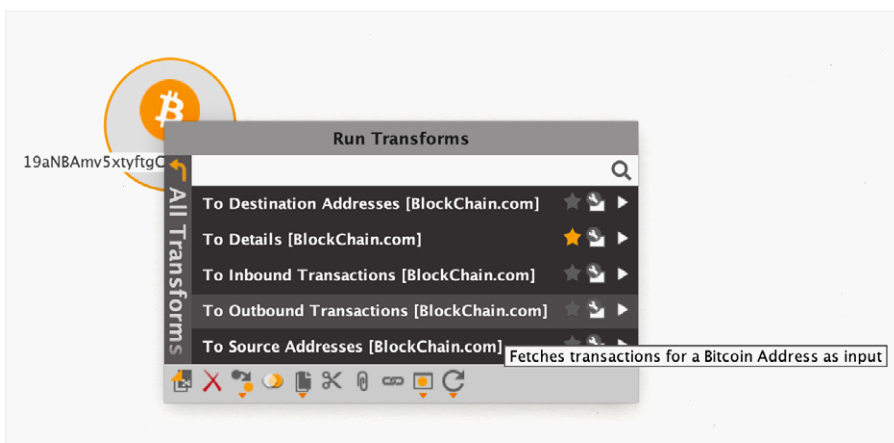 Run Transforms
19aNBAmv5xtyftgC
All Transforms
To Destination Addresses [BlockChain.com]
To Details [BlockChain.com]
To Inbound Transactions [BlockChain.com]
To Outbound Transactions [BlockChain.com]
To Source Addresses [BlockChain.com]
Fetches transactions for a Bitcoin Address as input